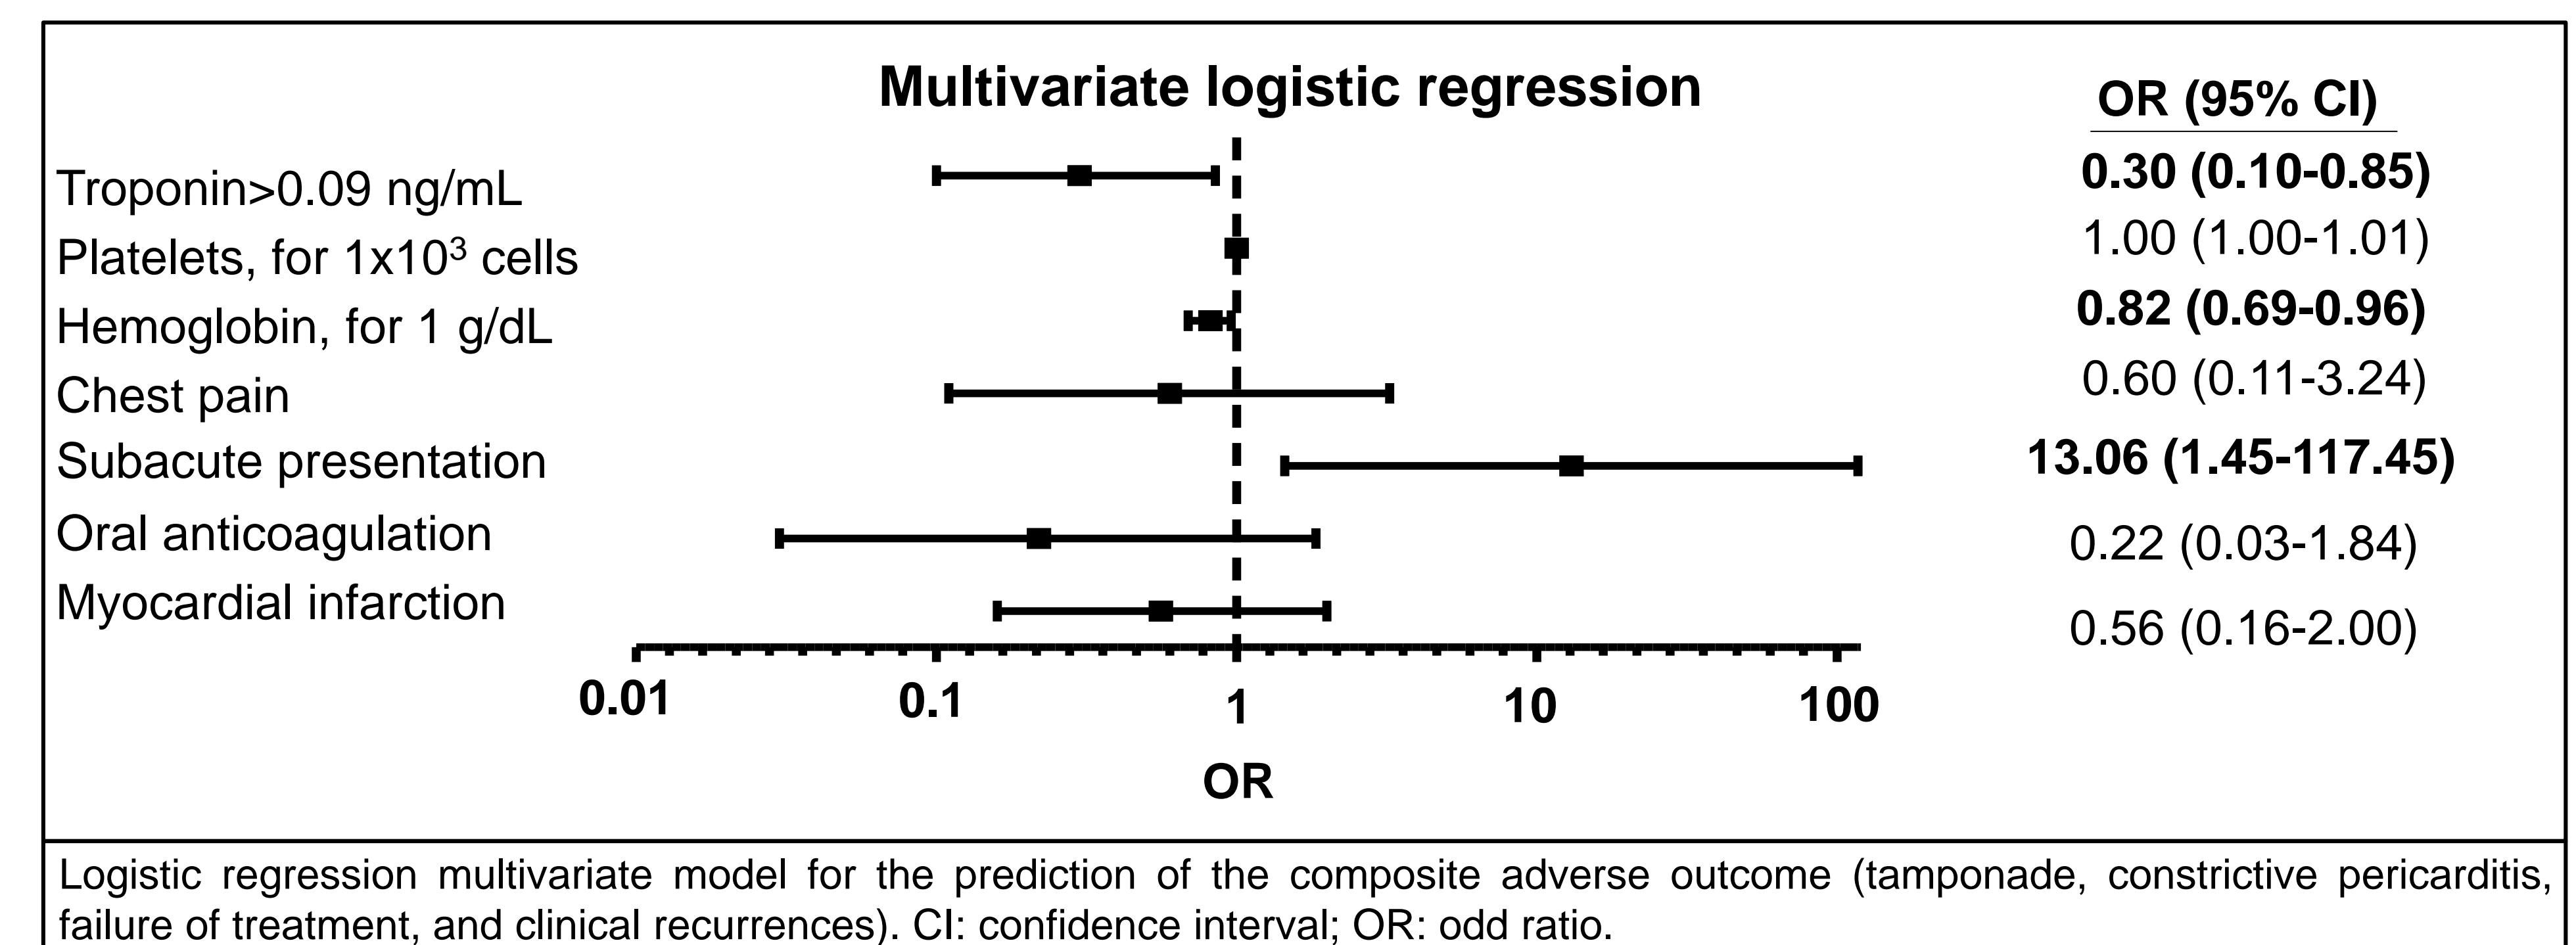 Multivariate logistic regression
OR (95% CI)
Troponin>0.09 ng/mL
0.30 (0.10-0.85)
Platelets, for 1x10³ cells
1.00 (1.00-1.01)
Hemoglobin, for 1 g/dL
0.82 (0.69-0.96)
Chest pain
0.60 (0.11-3.24)
Subacute presentation
13.06 (1.45-117.45)
Oral anticoagulation
0.22 (0.03-1.84)
Myocardial infarction
0.56 (0.16-2.00)
0.01 0.1 1 10 100
OR
Logistic regression multivariate model for the prediction of the composite adverse outcome (tamponade, constrictive pericarditis,
failure of treatment, and clinical recurrences). CI: confidence interval; OR: odd ratio.